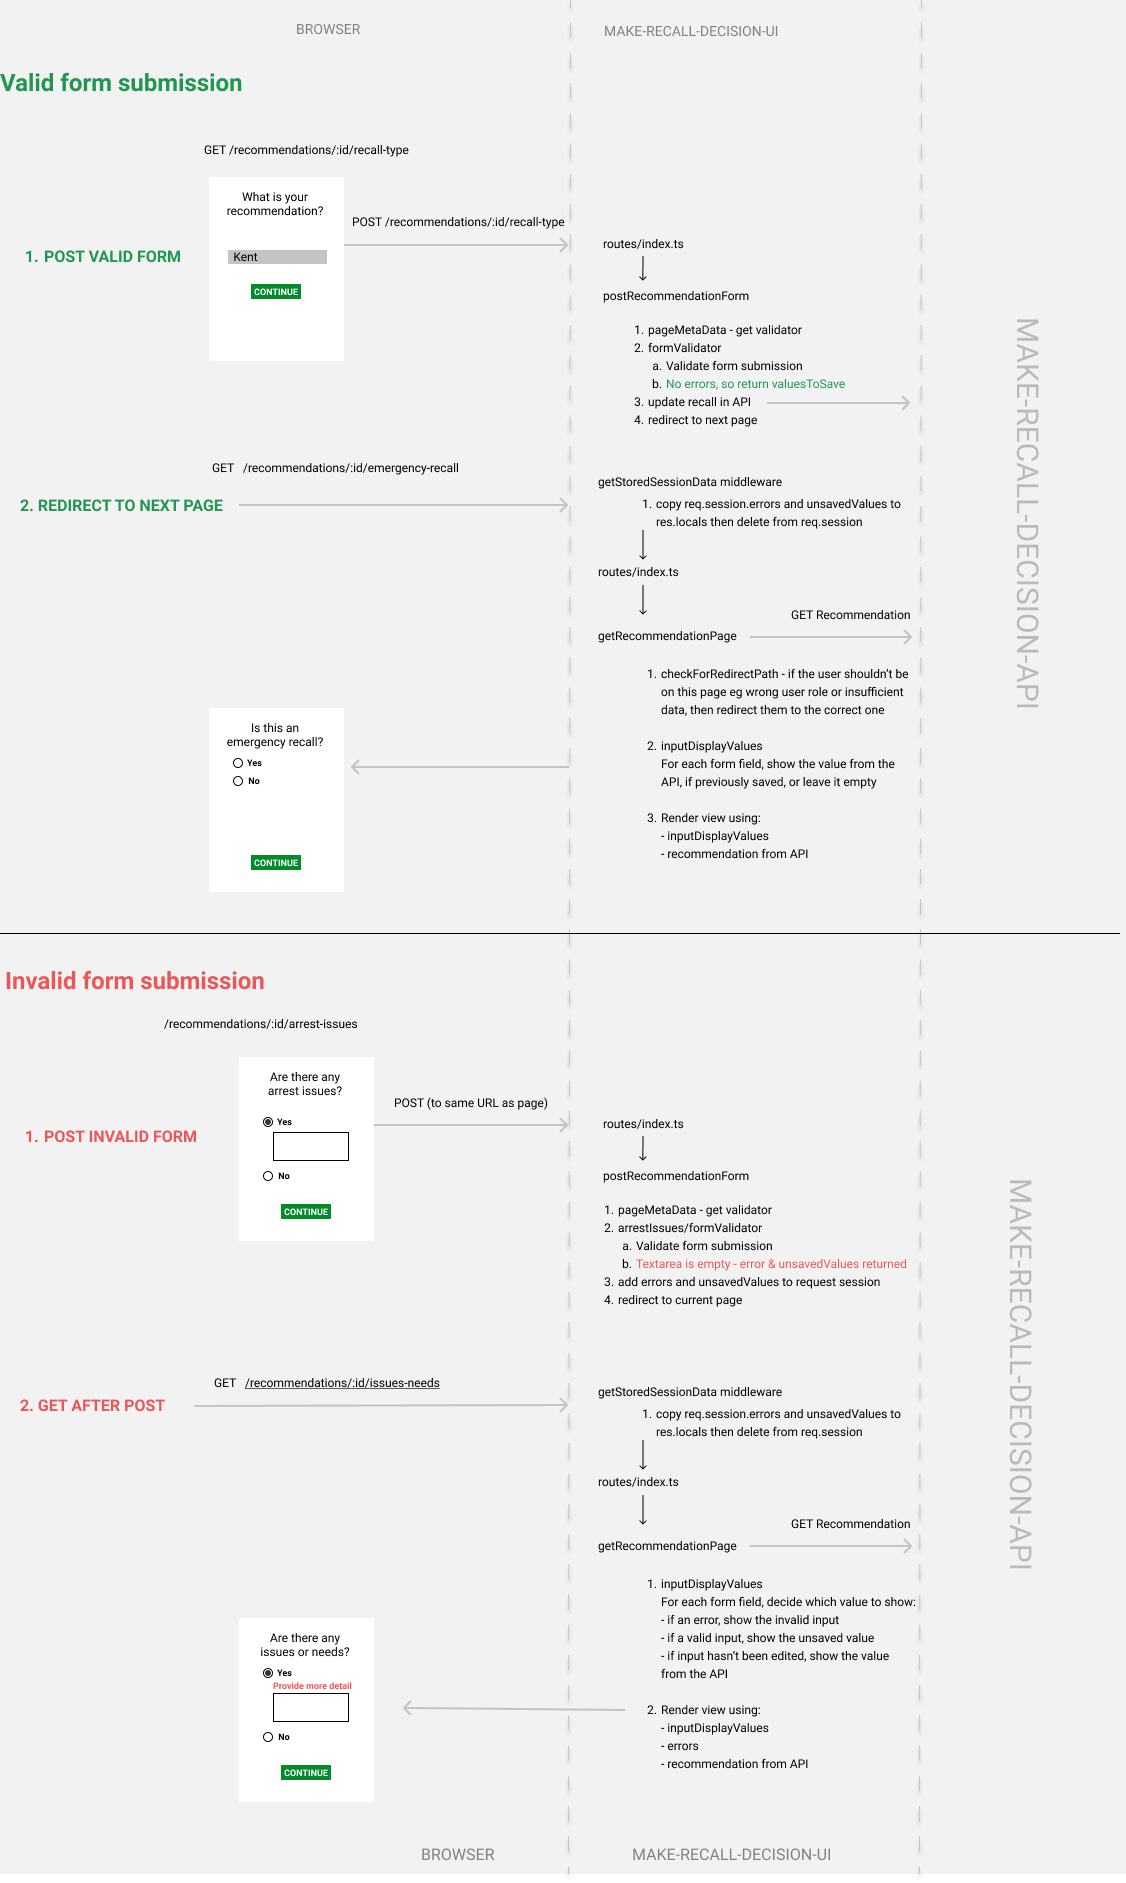 BROWSER
MAKE-RECALL-DECISION-UI
Valid form submission
GET /recommendations/:id/recall-type
What is your
recommendation?
POST /recommendations/:id/recall-type
1. POST VALID FORM
Kent
CONTINUE
routes/index.ts
postRecommendationForm
1. pageMetaData - get validator
2. formValidator
a. Validate form submission
b. No errors, so return valuesToSave
3. update recall in API
4. redirect to next page
MAKE-RECALL-DECISION-API
GET /recommendations/:id/emergency-recall
2. REDIRECT TO NEXT PAGE
getStoredSessionData middleware
1. copy req.session.errors and unsavedValues to
res.locals then delete from req.session
routes/index.ts
GET Recommendation
getRecommendationPage
1. checkForRedirectPath - if the user shouldn't be
on this page eg wrong user role or insufficient
data, then redirect them to the correct one
2. inputDisplayValues
For each form field, show the value from the
API, if previously saved, or leave it empty
3. Render view using:
- inputDisplayValues
- recommendation from API
Is this an
emergency recall?
Yes
No
CONTINUE
Invalid form submission
/recommendations/:id/arrest-issues
Are there any
arrest issues?
Yes
No
CONTINUE
POST (to same URL as page)
1. POST INVALID FORM
routes/index.ts
postRecommendationForm
1. pageMetaData - get validator
2. arrestIssues/formValidator
a. Validate form submission
b. Textarea is empty - error & unsavedValues returned
3. add errors and unsavedValues to request session
4. redirect to current page
MAKE-RECALL-DECISION-API
GET /recommendations/:id/issues-needs
2. GET AFTER POST
getStoredSessionData middleware
1. copy req.session.errors and unsavedValues to
res.locals then delete from req.session
routes/index.ts
GET Recommendation
getRecommendationPage
1. inputDisplayValues
For each form field, decide which value to show:
- if an error, show the invalid input
- if a valid input, show the unsaved value
- if input hasn't been edited, show the value
from the API
2. Render view using:
- inputDisplayValues
- errors
- recommendation from API
Are there any
issues or needs?
Yes
Provide more detail
No
CONTINUE
BROWSER
MAKE-RECALL-DECISION-UI